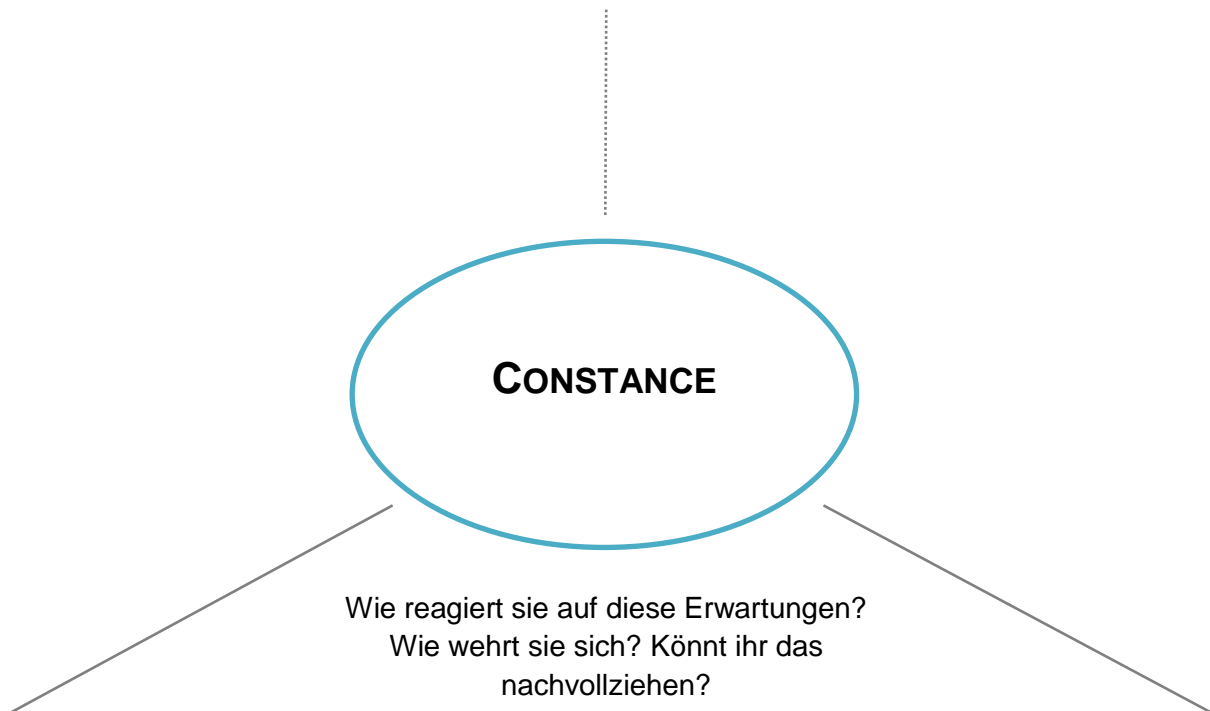 CONSTANCE
Wie reagiert sie auf diese Erwartungen?
Wie wehrt sie sich? Könnt ihr das
nachvollziehen?